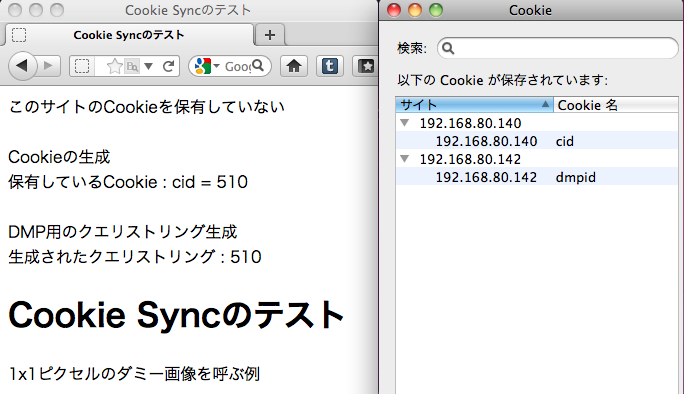 Cookie Syncのテスト
Cookie Syncのテスト
Goog
このサイトのCookieを保有していない
Cookieの生成
保有しているCookie : cid = 510
DMP用のクエリストリング生成
生成されたクエリストリング : 510
Cookie Syncのテスト
1x1ピクセルのダミー画像を呼ぶ例
Cookie
検索:
以下の Cookie が保存されています:
サイト Cookie 名
192.168.80.140
192.168.80.140 cid
192.168.80.142
192.168.80.142 dmpid